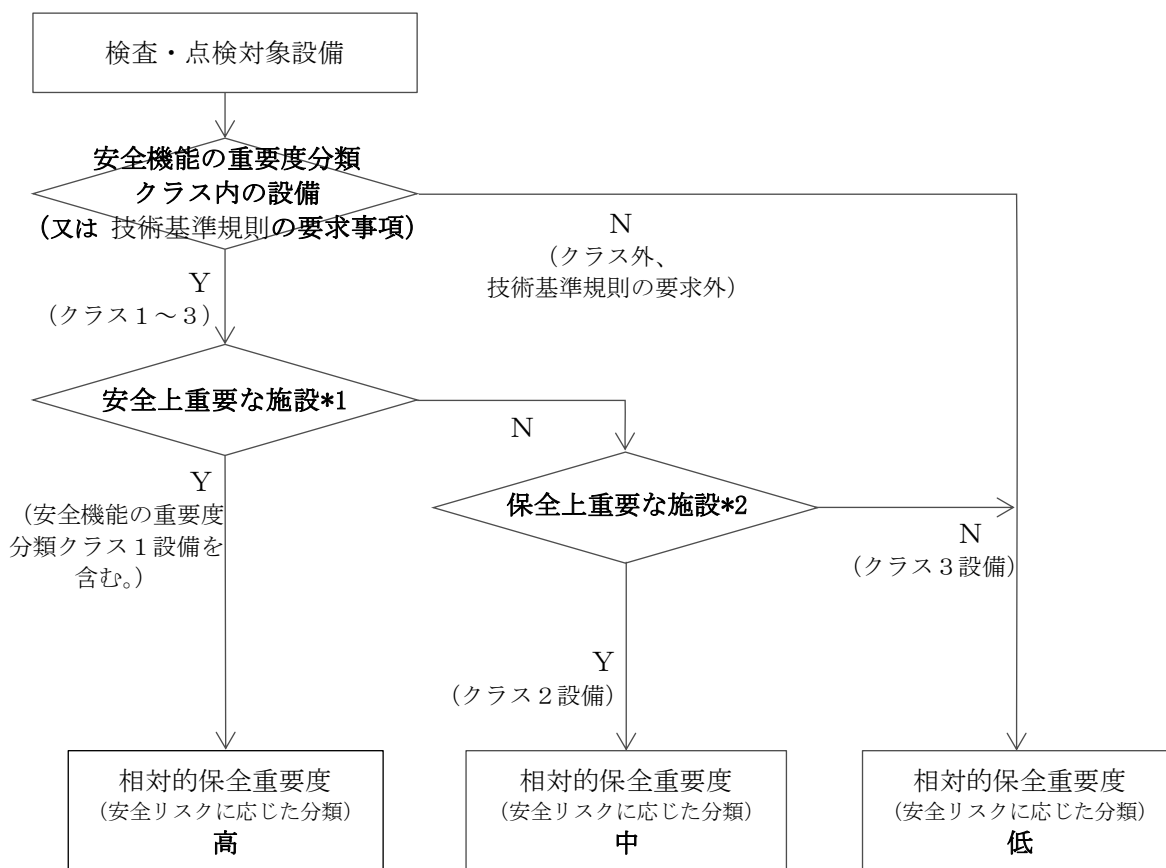 検査・点検対象設備
安全機能の重要度分類
クラス内の設備
(又は 技術基準規則の要求事項)
N
(クラス外、
技術基準規則の要求外)
Y
(クラス1~3)
安全上重要な施設*1
N
Y
(安全機能の重要度
分類クラス1設備を
含む。)
保全上重要な施設*2
N
(クラス3設備)
Y
(クラス2設備)
相対的保全重要度
(安全リスクに応じた分類)
高
相対的保全重要度
(安全リスクに応じた分類)
中
相対的保全重要度
(安全リスクに応じた分類)
低